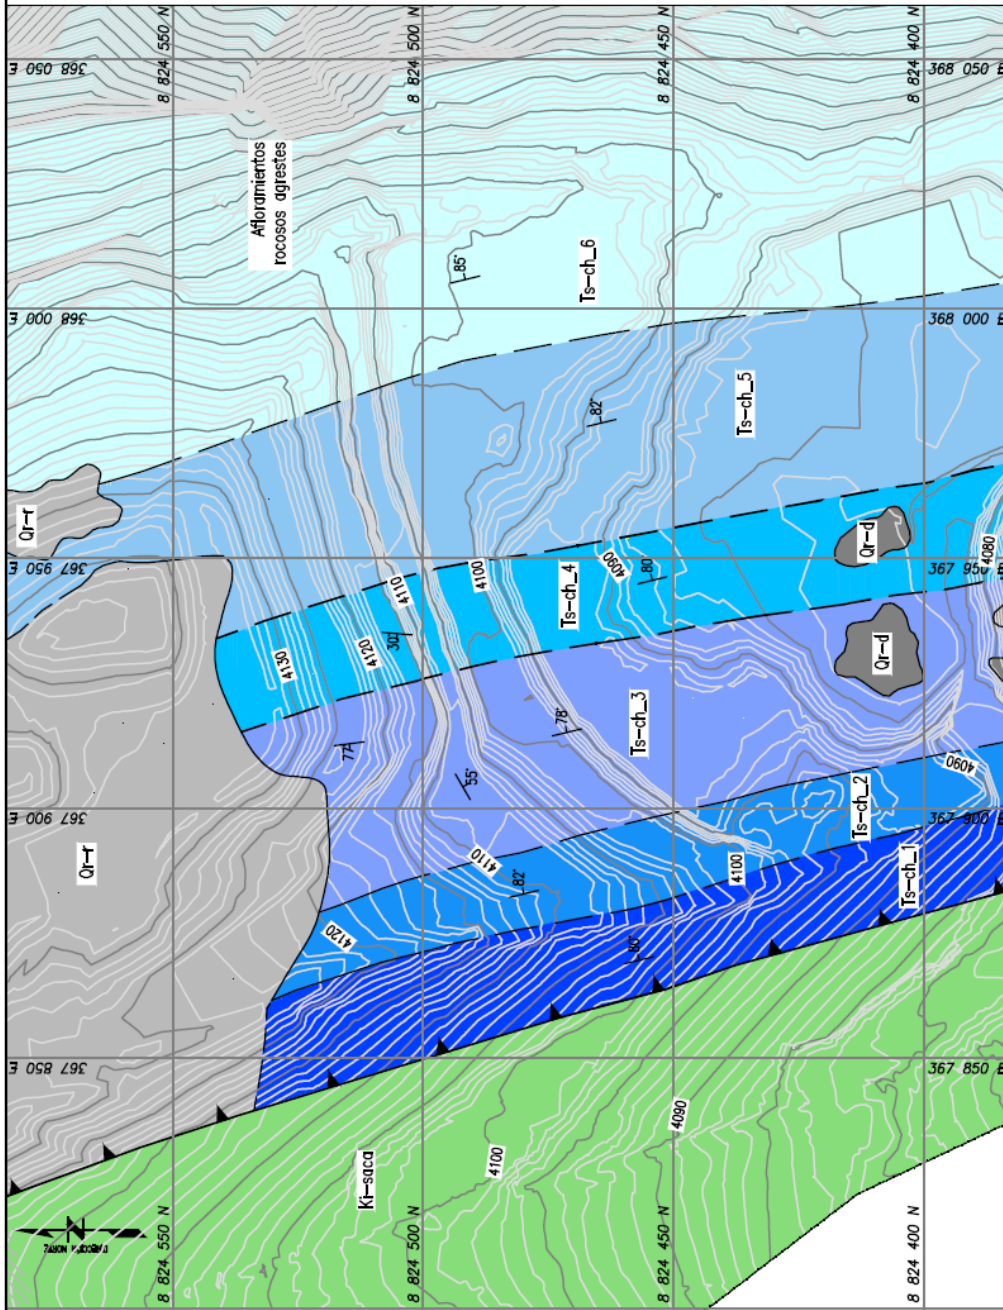 368 050 E
8 824 550 N
8 824 500 N
8 824 450 N
8 824 400 N
368 050 E
Afloramientos
rocosos agrestes
85°
Ts-ch_6
368 000 E
368 000 E
82°
Ts-ch_5
Qr-r
Qr-d
367 950 E
4110
4100
4090
80°
4080
367 950 E
Ts-ch_4
30°
4120
4130
Qr-d
78°
Ts-ch_3
77°
55°
4090
367 900 E
Ts-ch_2
367 900 E
Qr-r
4110
82°
4100
Ts-ch_1
4120
80°
367 850 E
367 850 E
4090
4100
Ki-saca
N
8 824 550 N
8 824 500 N
8 824 450 N
8 824 400 N